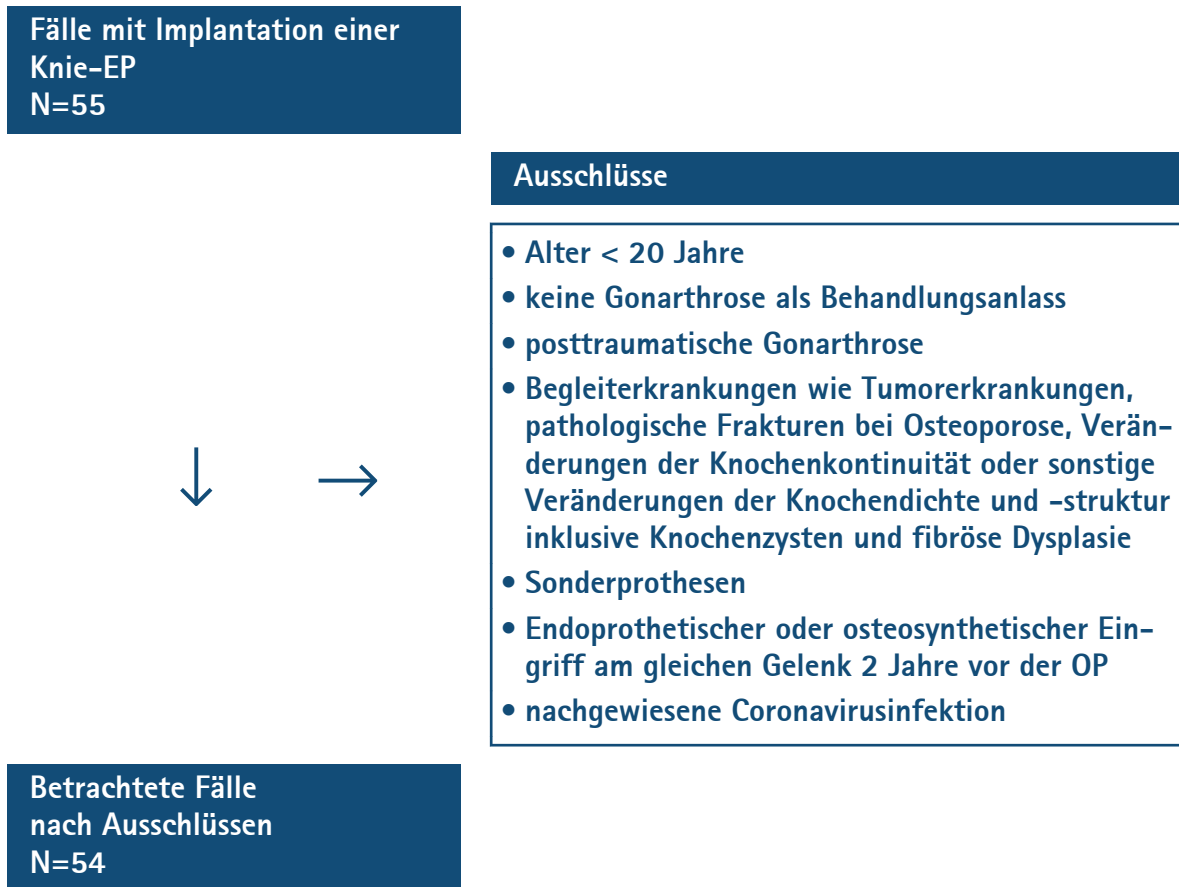 Fälle mit Implantation einer
Knie-EP
N=55
Ausschlüsse
• Alter < 20 Jahre
• keine Gonarthrose als Behandlungsanlass
• posttraumatische Gonarthrose
• Begleiterkrankungen wie Tumorerkrankungen,
pathologische Frakturen bei Osteoporose, Verän-
derungen der Knochenkontinuität oder sonstige
Veränderungen der Knochendichte und -struktur
inklusive Knochenzysten und fibröse Dysplasie
• Sonderprothesen
• Endoprothetischer oder osteosynthetischer Ein-
griff am gleichen Gelenk 2 Jahre vor der OP
• nachgewiesene Coronavirusinfektion
Betrachtete Fälle
nach Ausschlüssen
N=54